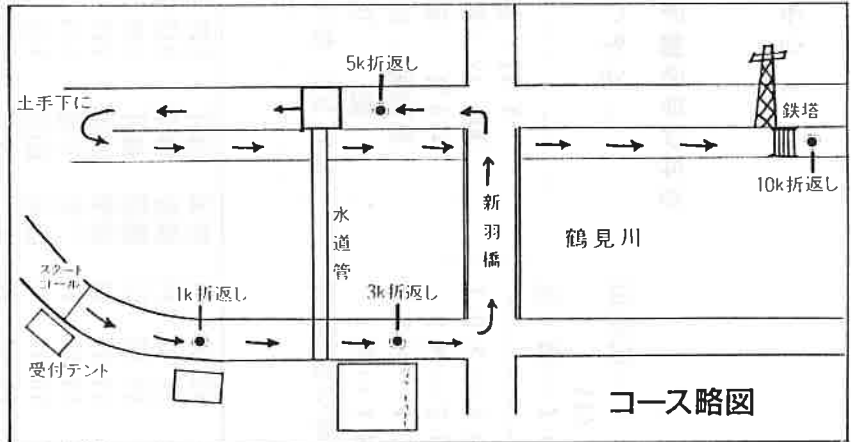 5k折返し
土手下に
鉄塔
10k折返し
新羽橋
水道管
鶴見川
スタート
ゴール
1k折返し
3k折返し
受付テント
コース略図